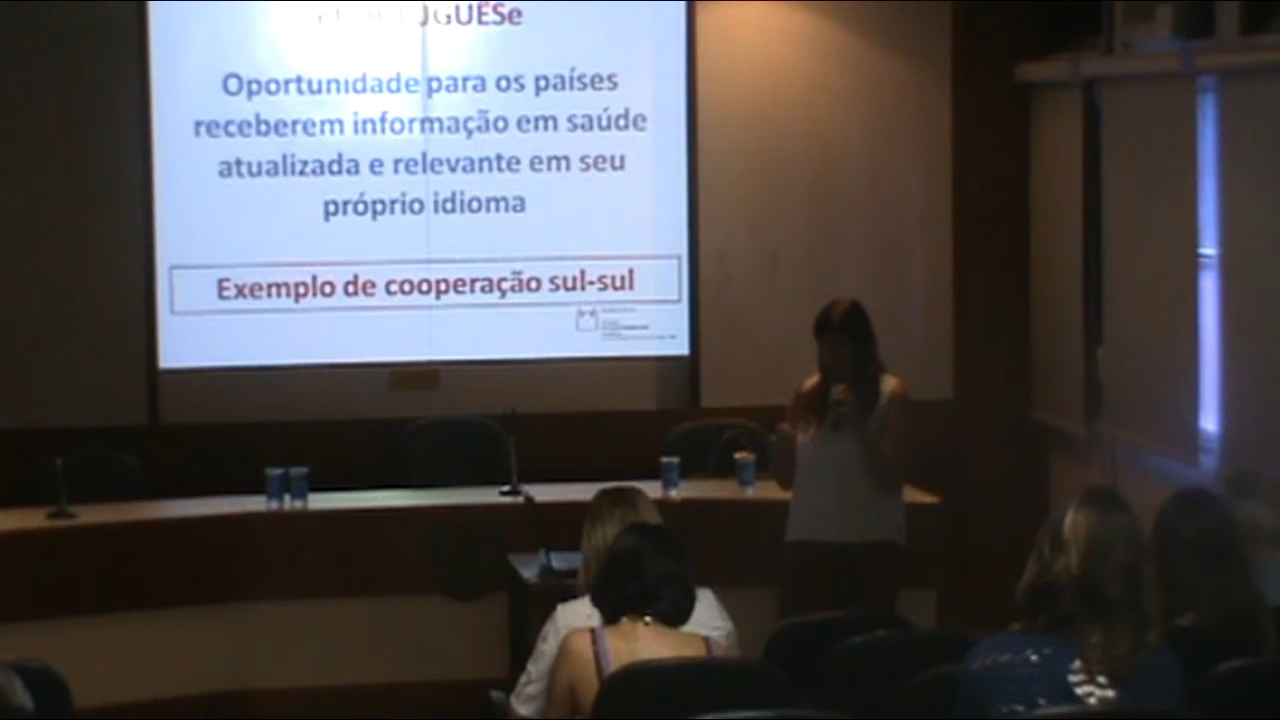 Oportunidade para os países
receberem informação em saúde
atualizada e relevante em seu
próprio idioma
Exemplo de cooperação sul-sul